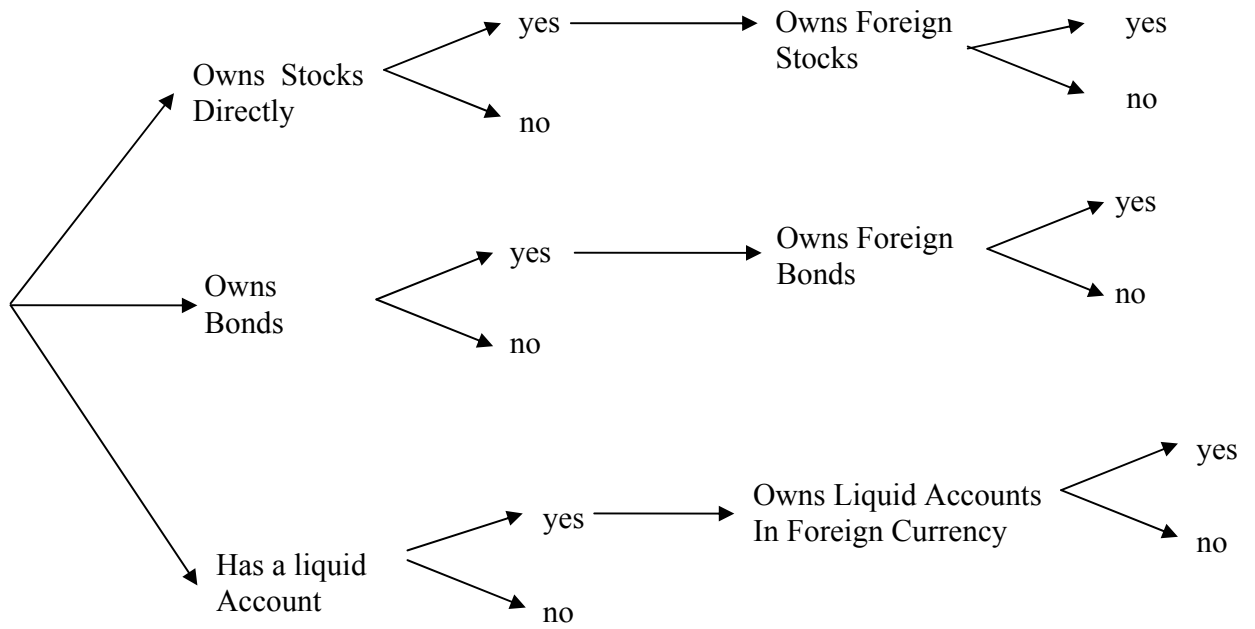 Owns Stocks
Directly
yes
no
Owns Foreign
Stocks
yes
no
Owns
Bonds
yes
no
Owns Foreign
Bonds
yes
no
Has a liquid
Account
yes
no
Owns Liquid Accounts
In Foreign Currency
yes
no